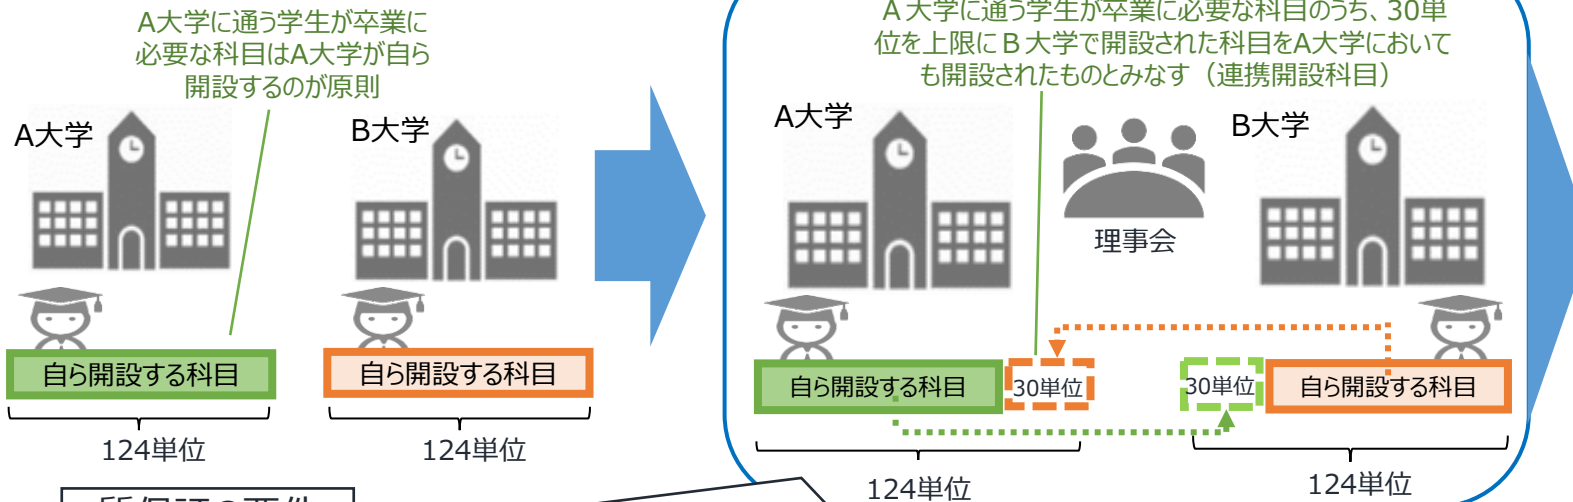 A大学に通う学生が卒業に
必要な科目はA大学が自ら
開設するのが原則
A大学
B大学
自ら開設する科目
自ら開設する科目
124単位
124単位
A大学に通う学生が卒業に必要な科目のうち、30単
位を上限にB大学で開設された科目をA大学において
も開設されたものとみなす（連携開設科目）
A大学
B大学
理事会
自ら開設する科目
30単位
30単位
自ら開設する科目
124単位
124単位
質保証の要件